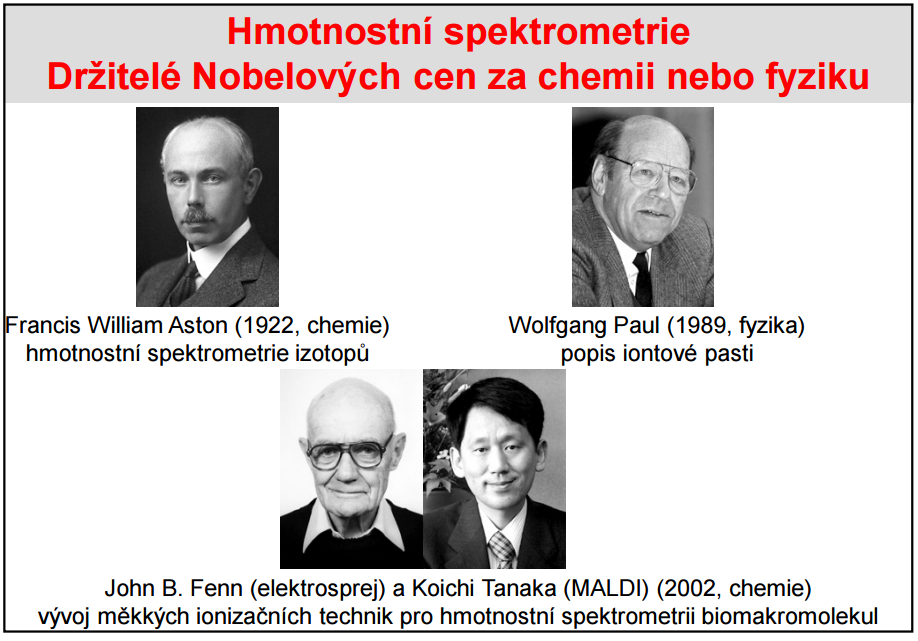 Hmotnostní spektrometrie
Držitelé Nobelových cen za chemii nebo fyziku
Francis William Aston (1922, chemie)
hmotnostní spektrometrie izotopů
Wolfgang Paul (1989, fyzika)
popis iontové pasti
John B. Fenn (elektrosprej) a Koichi Tanaka (MALDI) (2002, chemie)
vývoj měkkých ionizačních technik pro hmotnostní spektrometrii biomakromolekul